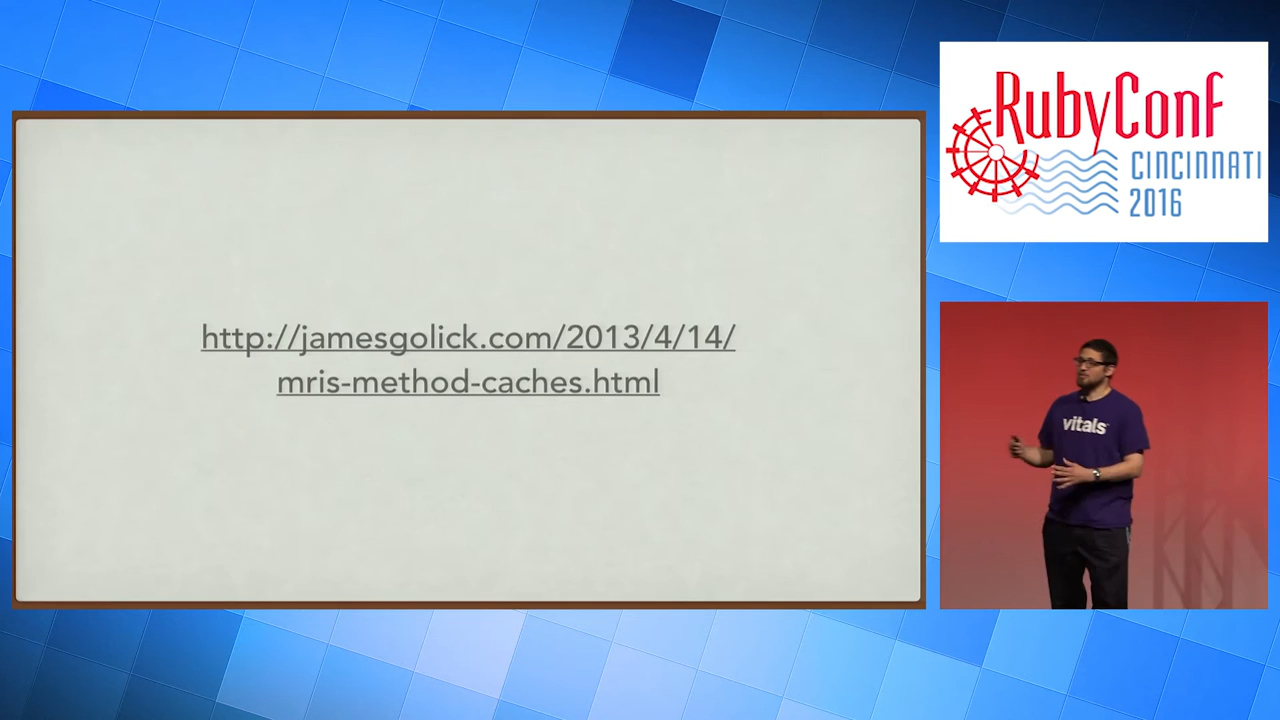 http://jamesgolick.com/2013/4/14/
mris-method-caches.html
RubyConf
CINCINNATI
2016
vitals